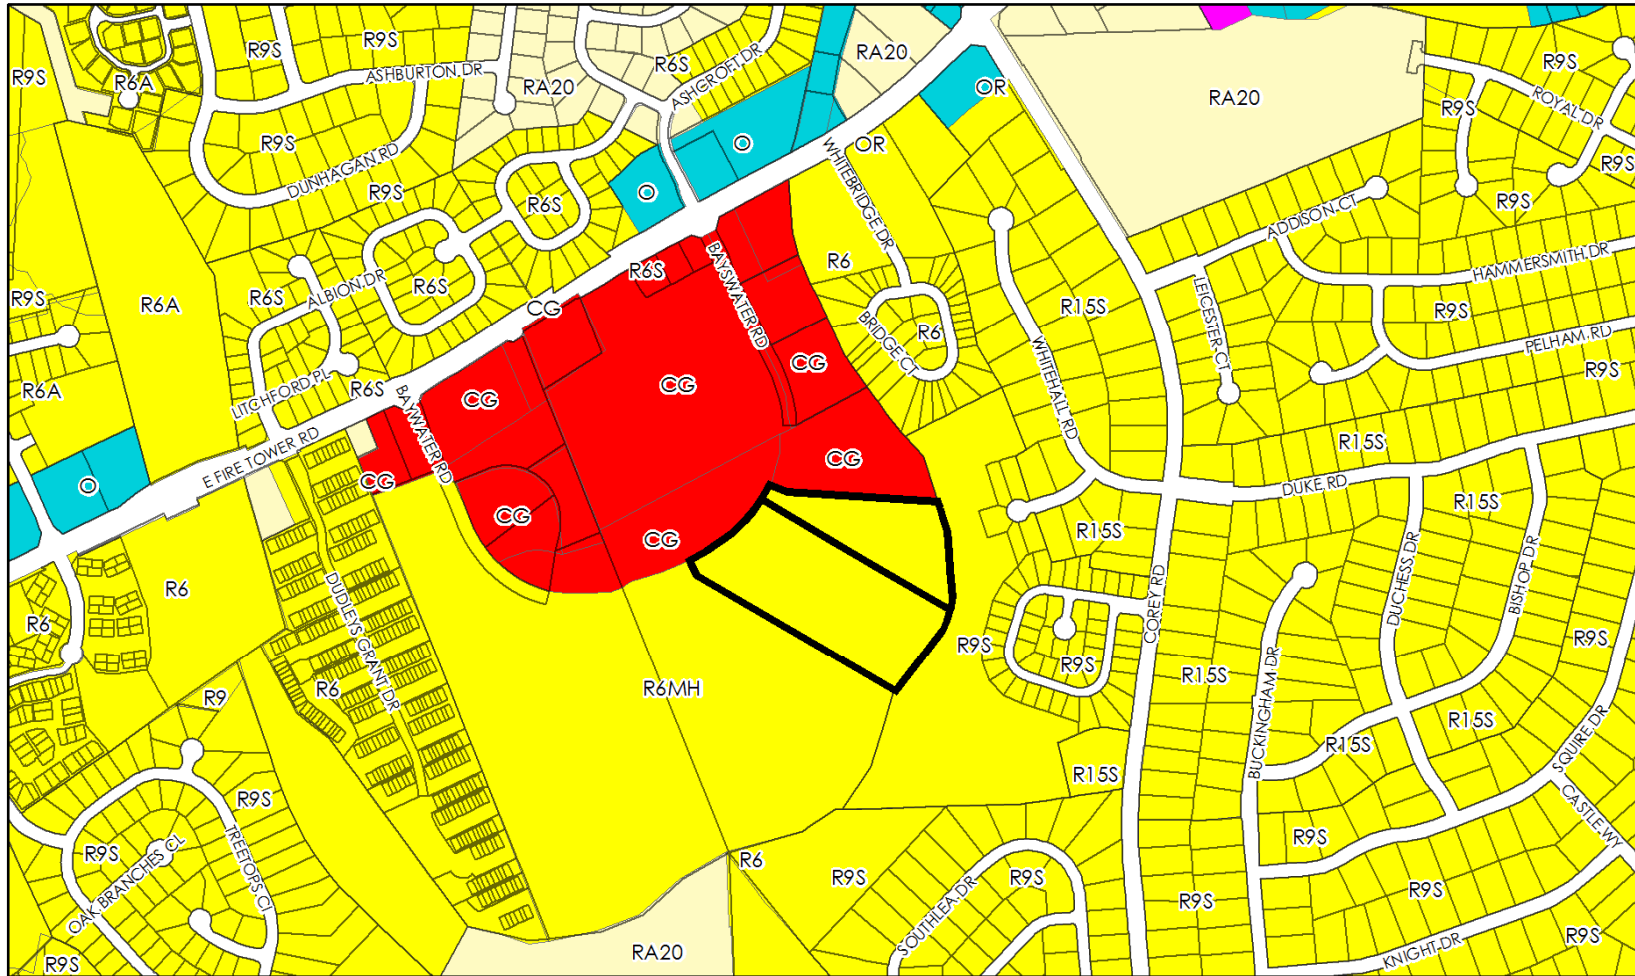 R9S
R9S
R9S
R6A
ASHBURTON DR
R6S
ASHCROFT DR
RA20
RA20
OR
RA20
R9S
ROYAL DR
R9S
R9S
R9S
DUNHAGAN RD
R9S
O
OR
WHITEBRIDGE DR
O
R6S
R9S
ADDISON CT
HAMMERSMITH DR
R9S
R6A
R6S
ALBION DR
R6S
R6S
BAYSWATER RD
R6
R15S
LEICESTER CT
R9S
PELHAM RD
CG
BRIDGE CT
R6
WHITEHALL RD
R9S
R6A
LITCHFORD PL
R6S
BAYWATER RD
CG
CG
CG
R15S
E FIRE TOWER RD
O
CG
CG
DUKE RD
R15S
CG
CG
R15S
DUCHESS DR
BISHOP DR
R6
R6
DUDLEYS GRANT DR
COREY RD
R9S
R9S
R9S
R6
R9
R6MH
R15S
BUCKINGHAM DR
R15S
R15S
SQUIRE DR
R15S
CASTLE WY
R9S
TREETOPS CI
R9S
OAK BRANCHES CL
R6
R9S
R9S
R9S
R9S
R9S
SOUTHLEA DR
RA20
KNIGHT DR
R9S
R9S